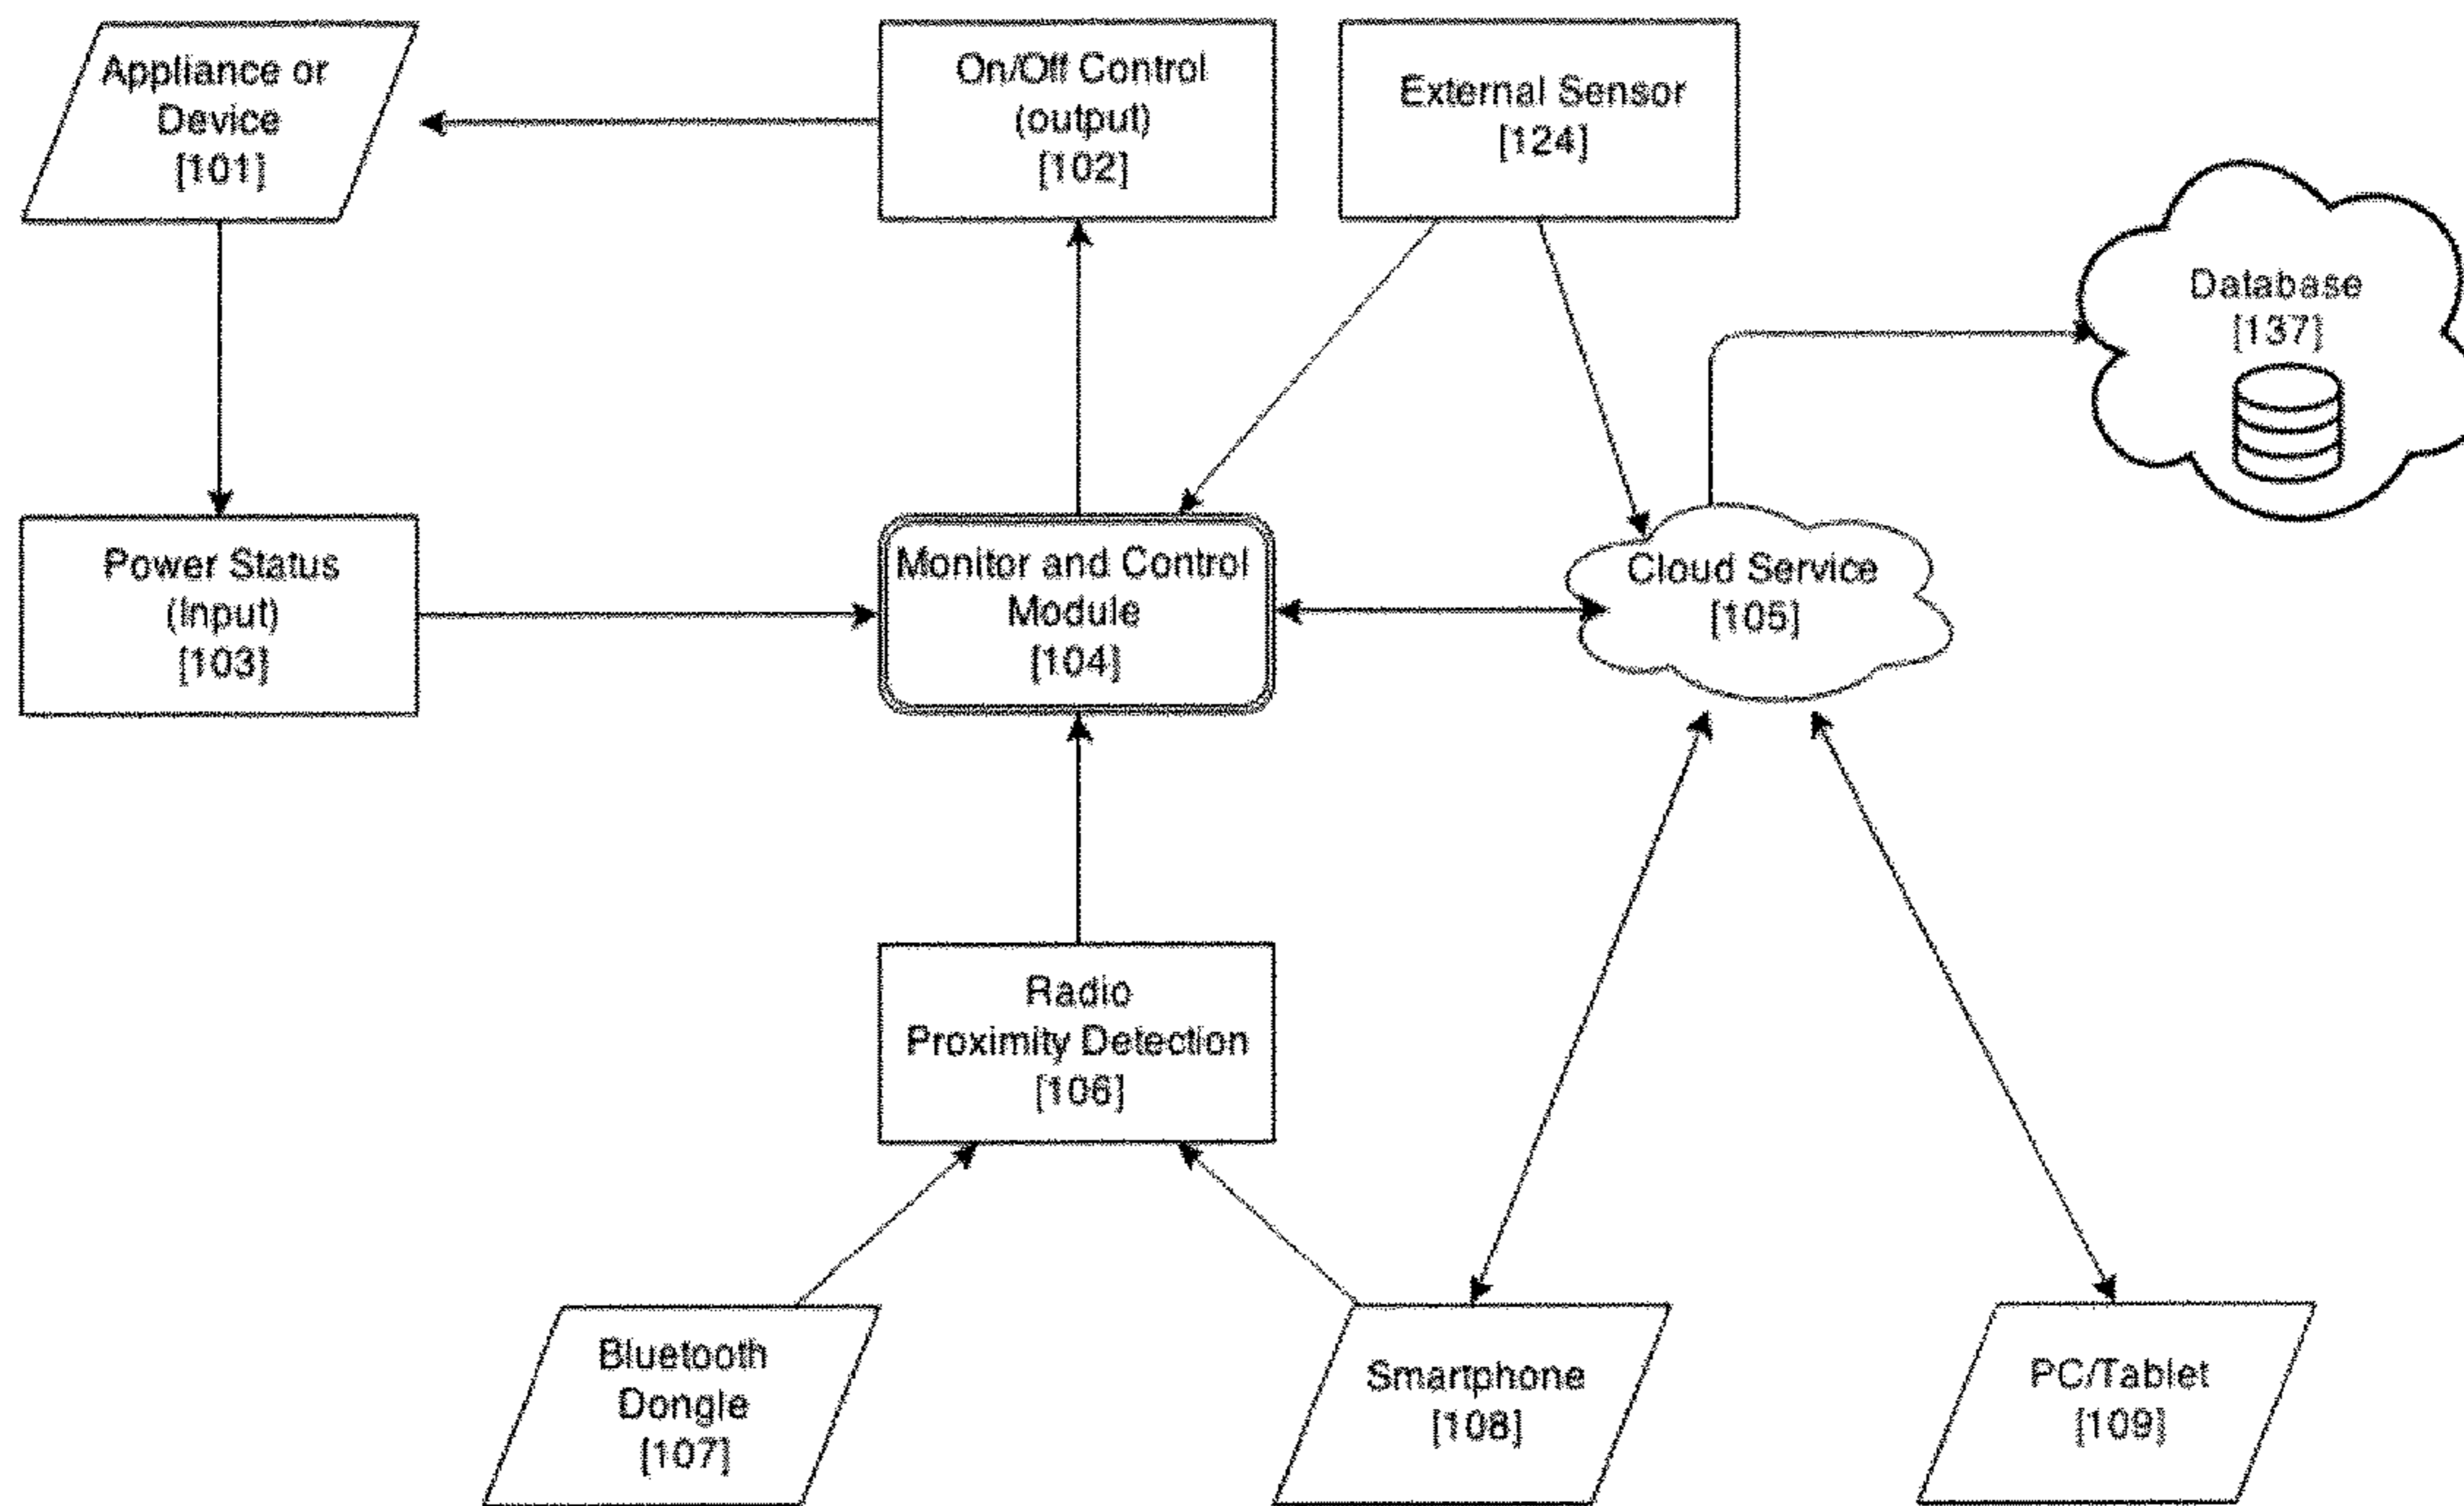 Appliance or
Device
[101]
On/Off Control
(output)
[102]
External Sensor
[124]
Database
[137]
Power Status
(Input)
[103]
Monitor and Control
Module
[104]
Cloud Service
[105]
Radio
Proximity Detection
[106]
Bluetooth
Dongle
[107]
Smartphone
[108]
PC/Tablet
[109]